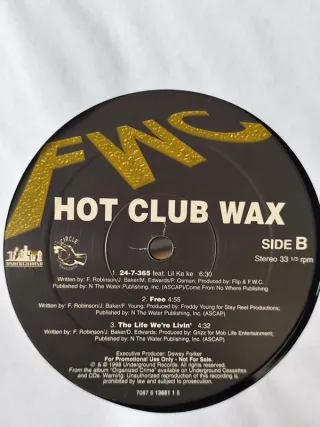 FWC
HOT CLUB WAX
SIDE B
Stereo 33 1/3 rpm
CIRCLE
UNDERGROUND
1. 24-7-365 feat. Lil Ke ke 6:30
Written by: F. Robinson/J. Baker/M. Edwards/F. Osman; Produced by: Flip & F.W.C.
Published by: N The Water Publishing, Inc. (ASCAP)/Come From No Where Publishing
2. Free 4:55
Written by: F. Robinson/J. Baker/F. Young; Produced by: Freddy Young for Stay Reel Productions;
Published by: N The Water Publishing, Inc. (ASCAP)
3. The Life We're Livin' 4:32
Written by: F. Robinson/J. Baker/D. Edwards; Produced by: Grizz for Mob Life Entertainment;
Published by: N The Water Publishing, Inc. (ASCAP)
Executive Producer: Dewey Forker
For Promotional Use Only - Not For Sale.
℗ & © 1998 Underground Records. All rights reserved.
From the album "Organized Crime" available on Underground Cassettes
and CDs. Warning: Unauthorized reproduction of this recording is
prohibited by law and subject to prosecution.
7087 6 13681 1 5